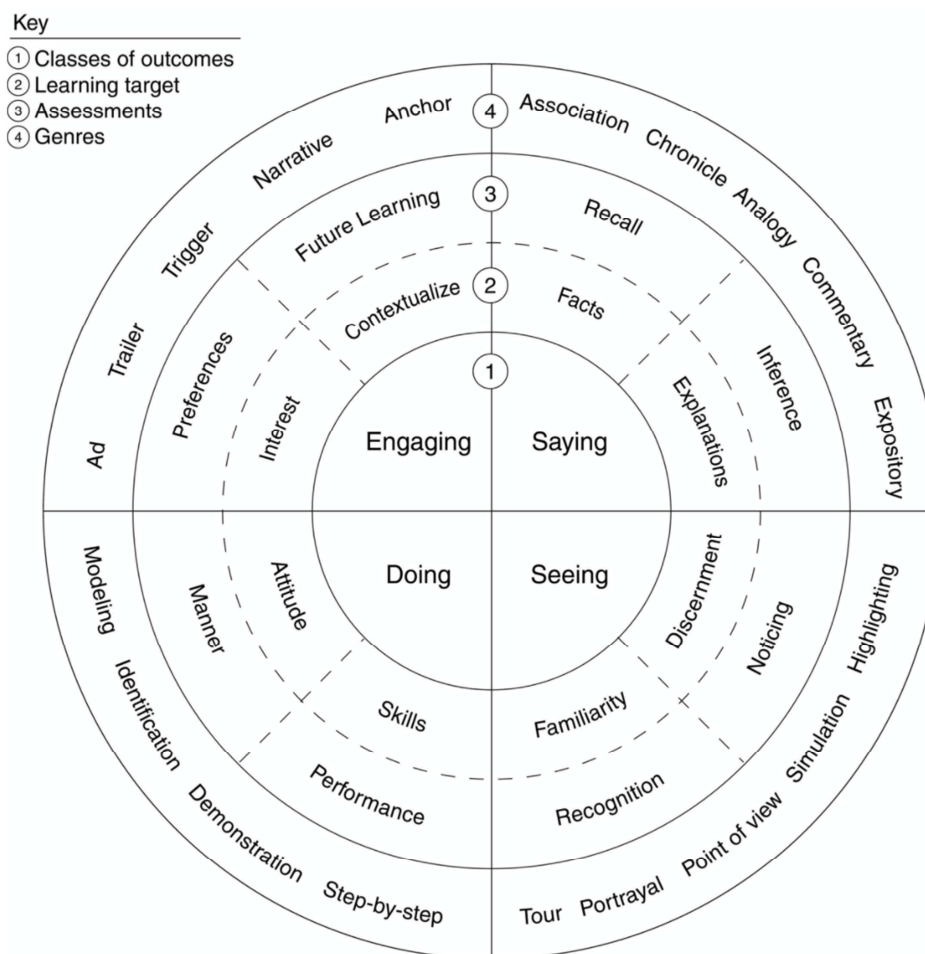 Key
1 Classes of outcomes
2 Learning target
3 Assessments
4 Genres
4
Association
Chronicle
Analogy
Commentary
Expository
Highlighting
Simulation
Point of view
Portrayal
Tour
Step-by-step
Demonstration
Identification
Modeling
Ad
Trailer
Trigger
Narrative
Anchor
3
Recall
Inference
Noticing
Recognition
Performance
Manner
Preferences
Future Learning
2
Facts
Explanations
Discernment
Familiarity
Skills
Attitude
Interest
Contextualize
1
Engaging
Saying
Doing
Seeing